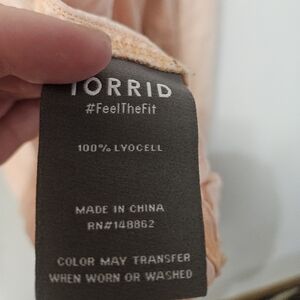 TORRID
#FeelTheFit
100% LYOCELL
MADE IN CHINA
RN#148862
COLOR MAY TRANSFER
WHEN WORN OR WASHED